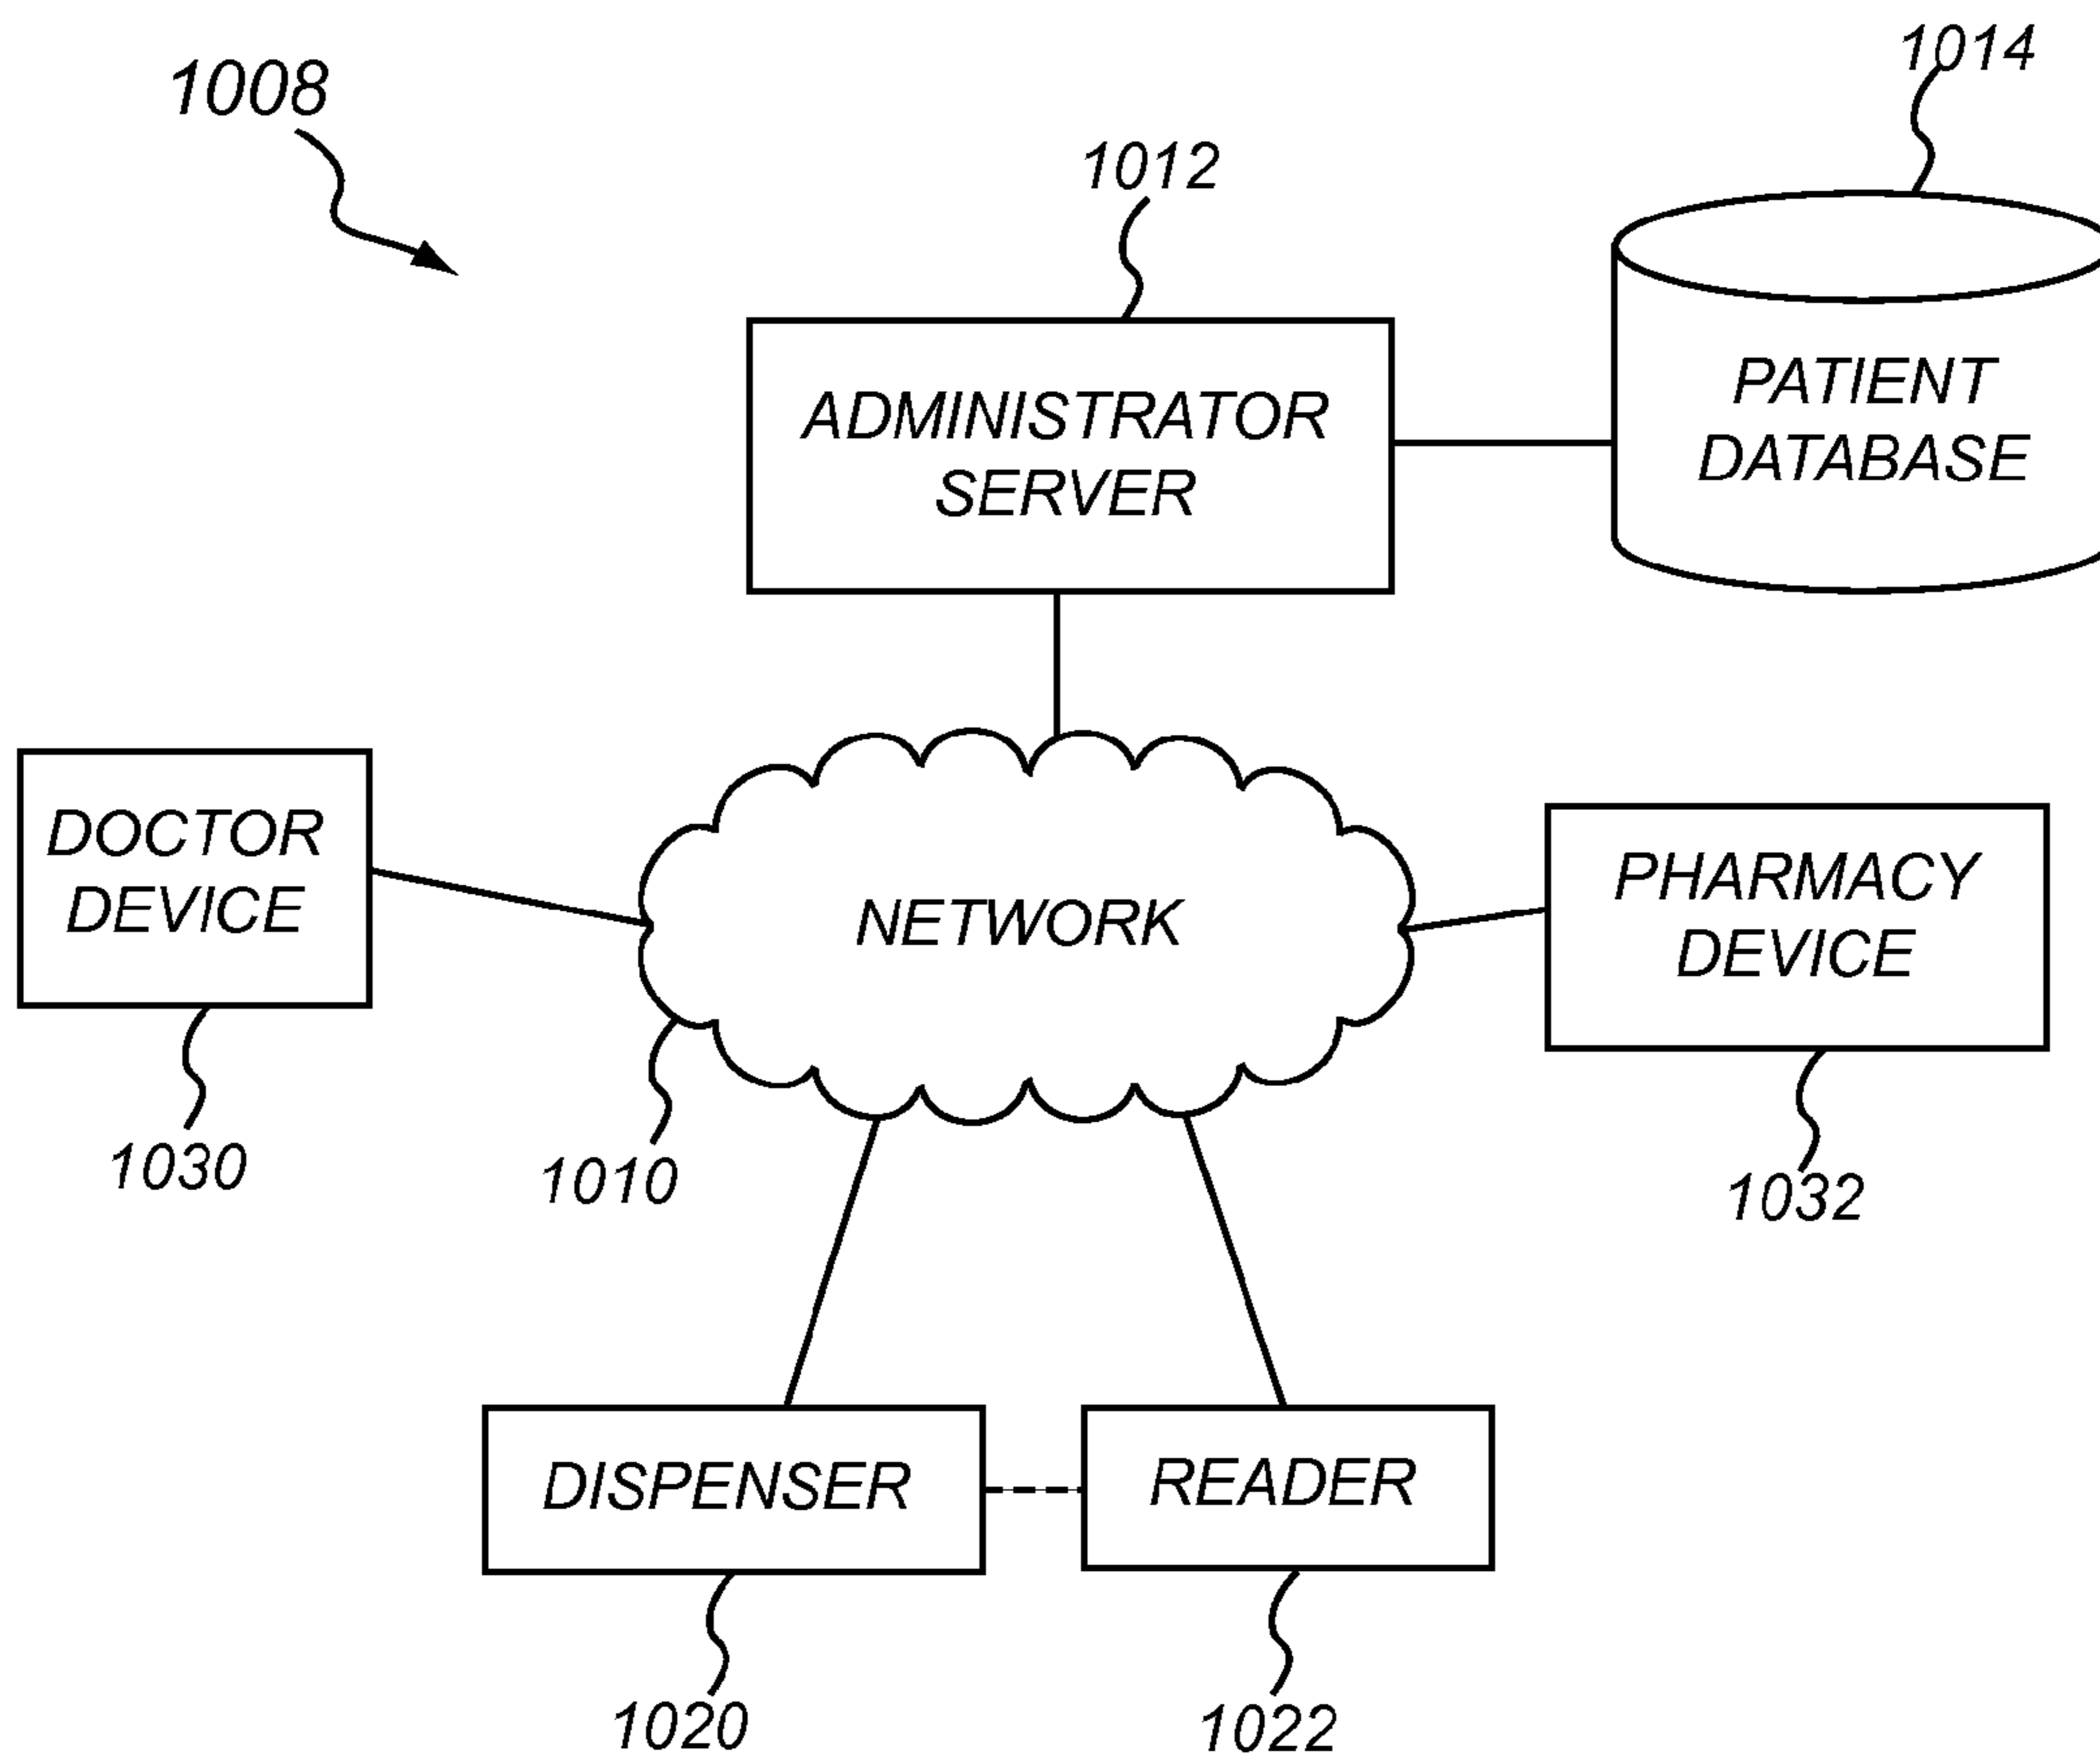 1008
1014
1012
ADMINISTRATOR
SERVER
PATIENT
DATABASE
DOCTOR
DEVICE
NETWORK
PHARMACY
DEVICE
1030
1010
1032
DISPENSER
READER
1020
1022